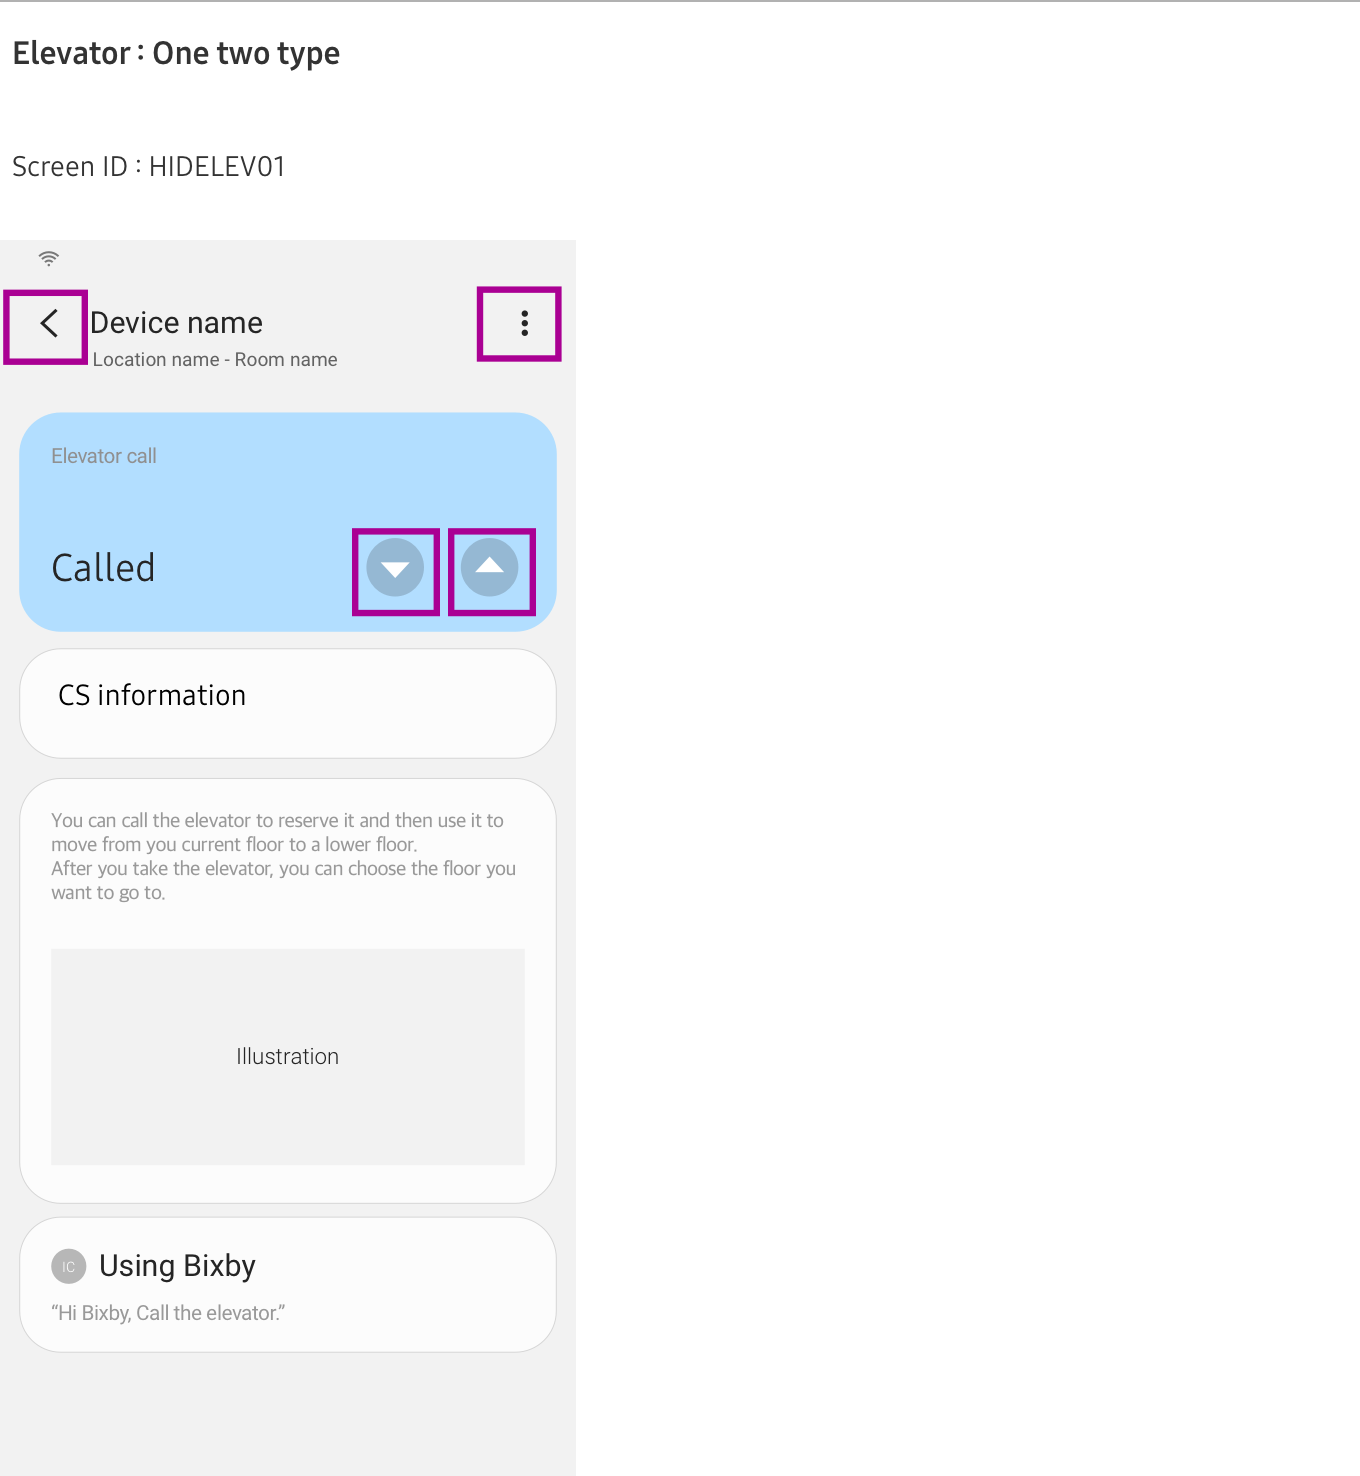 Elevator : One two type
Screen ID : HIDELEV01
Device name
Location name - Room name
Elevator call
Called
CS information
You can call the elevator to reserve it and then use it to
move from you current floor to a lower floor.
After you take the elevator, you can choose the floor you
want to go to.
Illustration
IC Using Bixby
“Hi Bixby, Call the elevator.”